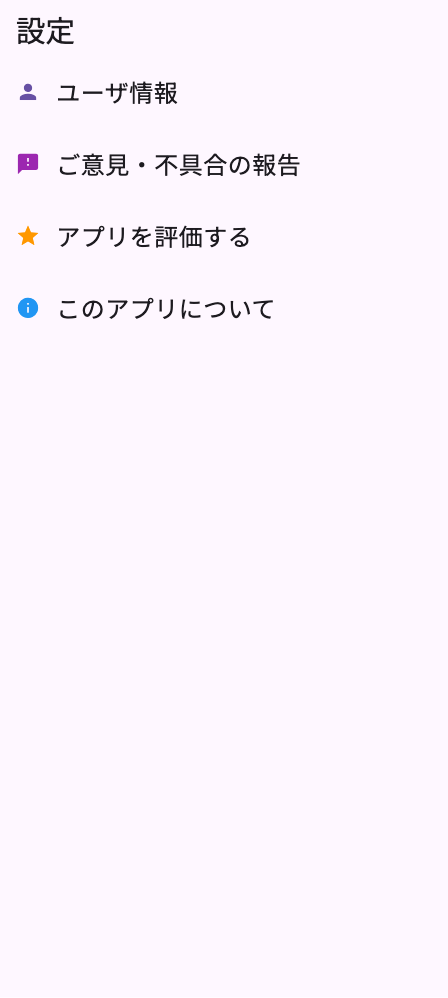 設定
ユーザ情報
ご意見・不具合の報告
アプリを評価する
このアプリについて